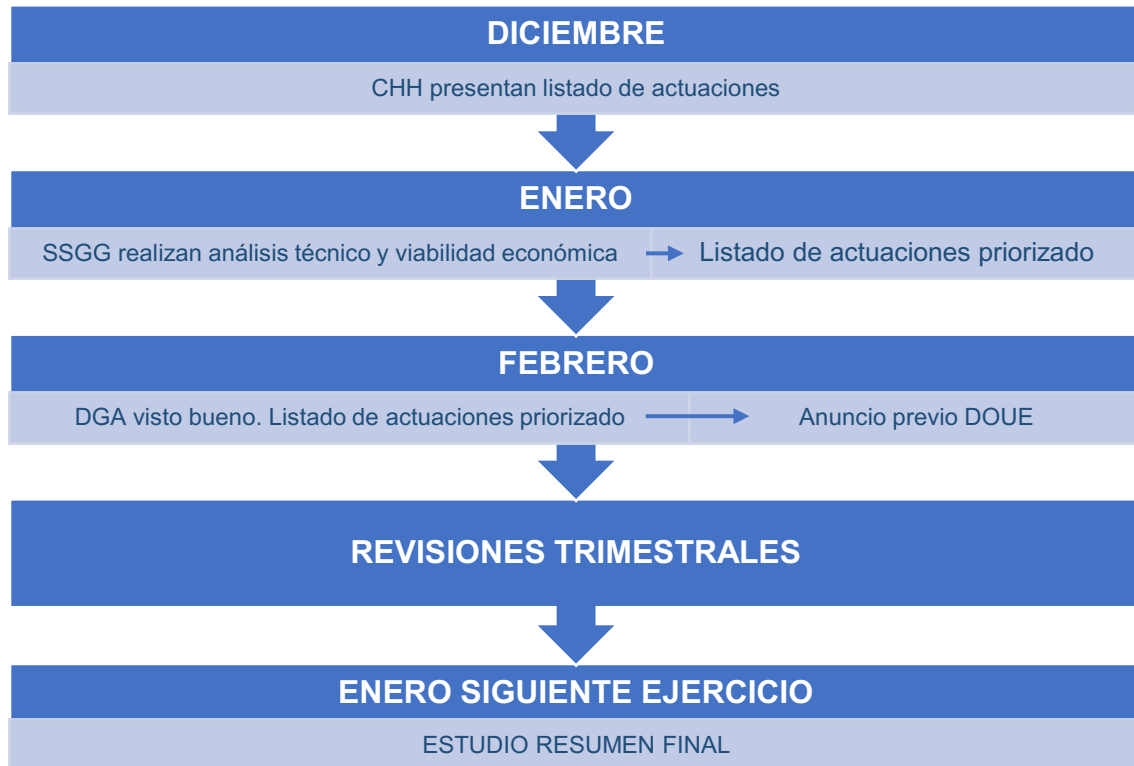 DICIEMBRE
CHH presentan listado de actuaciones
ENERO
SSGG realizan análisis técnico y viabilidad económica
Listado de actuaciones priorizado
FEBRERO
DGA visto bueno. Listado de actuaciones priorizado
Anuncio previo DOUE
REVISIONES TRIMESTRALES
ENERO SIGUIENTE EJERCICIO
ESTUDIO RESUMEN FINAL